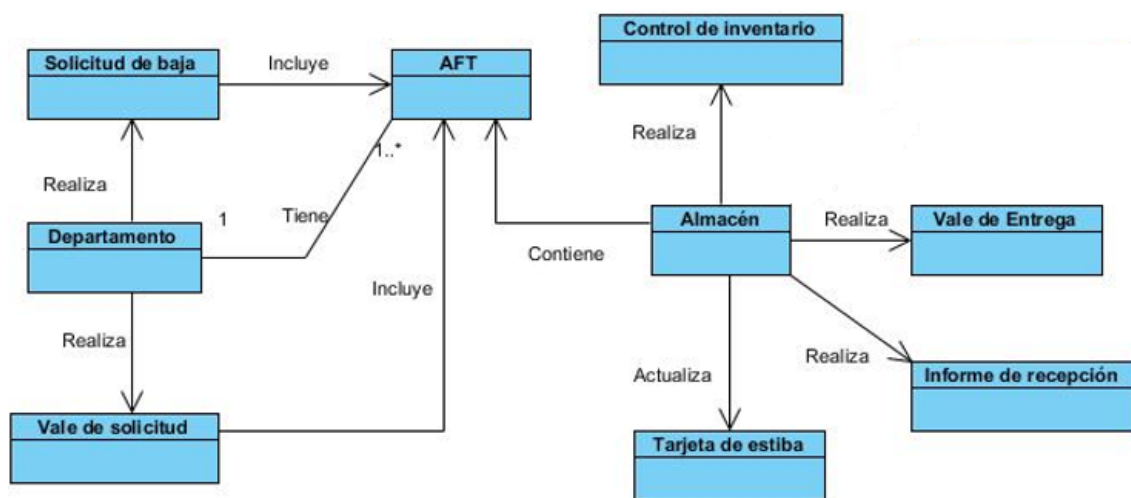 Control de inventario
Solicitud de baja
Incluye
AFT
Realiza
1..*
Realiza
1
Tiene
Almacén
Realiza
Vale de Entrega
Departamento
Contiene
Incluye
Realiza
Realiza
Informe de recepción
Actualiza
Vale de solicitud
Tarjeta de estiba